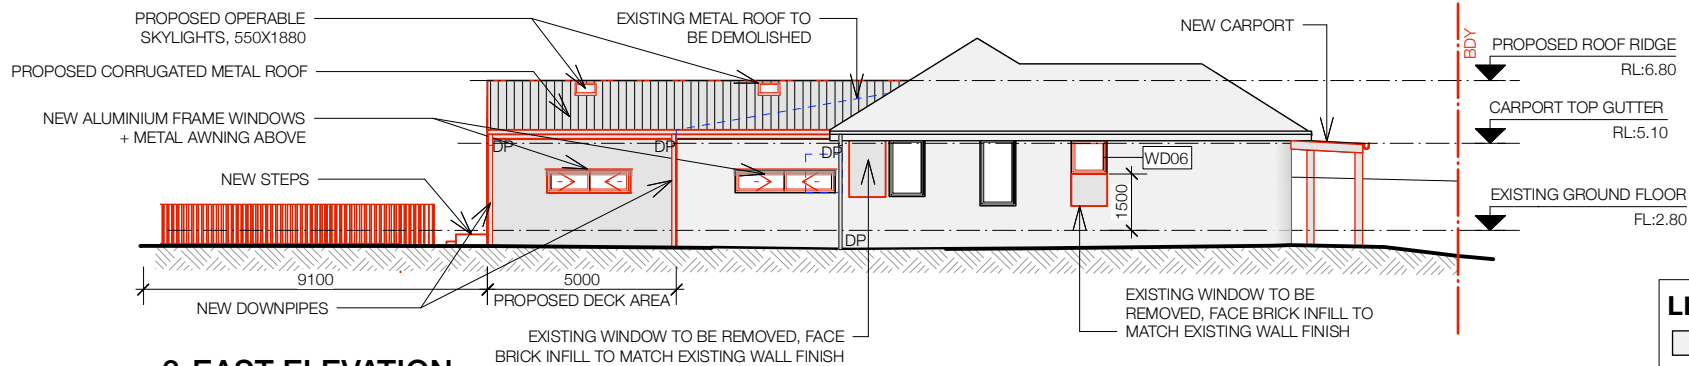 PROPOSED OPERABLE
SKYLIGHTS, 550X1880
EXISTING METAL ROOF TO
BE DEMOLISHED
NEW CARPORT
BDY
PROPOSED ROOF RIDGE
RL:6.80
PROPOSED CORRUGATED METAL ROOF
NEW ALUMINIUM FRAME WINDOWS
+ METAL AWNING ABOVE
CARPORT TOP GUTTER
RL:5.10
DP
DP
DP
WD06
NEW STEPS
1500
EXISTING GROUND FLOOR
FL:2.80
DP
9100
5000
PROPOSED DECK AREA
NEW DOWNPIPES
EXISTING WINDOW TO BE
REMOVED, FACE BRICK INFILL TO
MATCH EXISTING WALL FINISH
EXISTING WINDOW TO BE REMOVED, FACE
BRICK INFILL TO MATCH EXISTING WALL FINISH
EAST ELEVATION